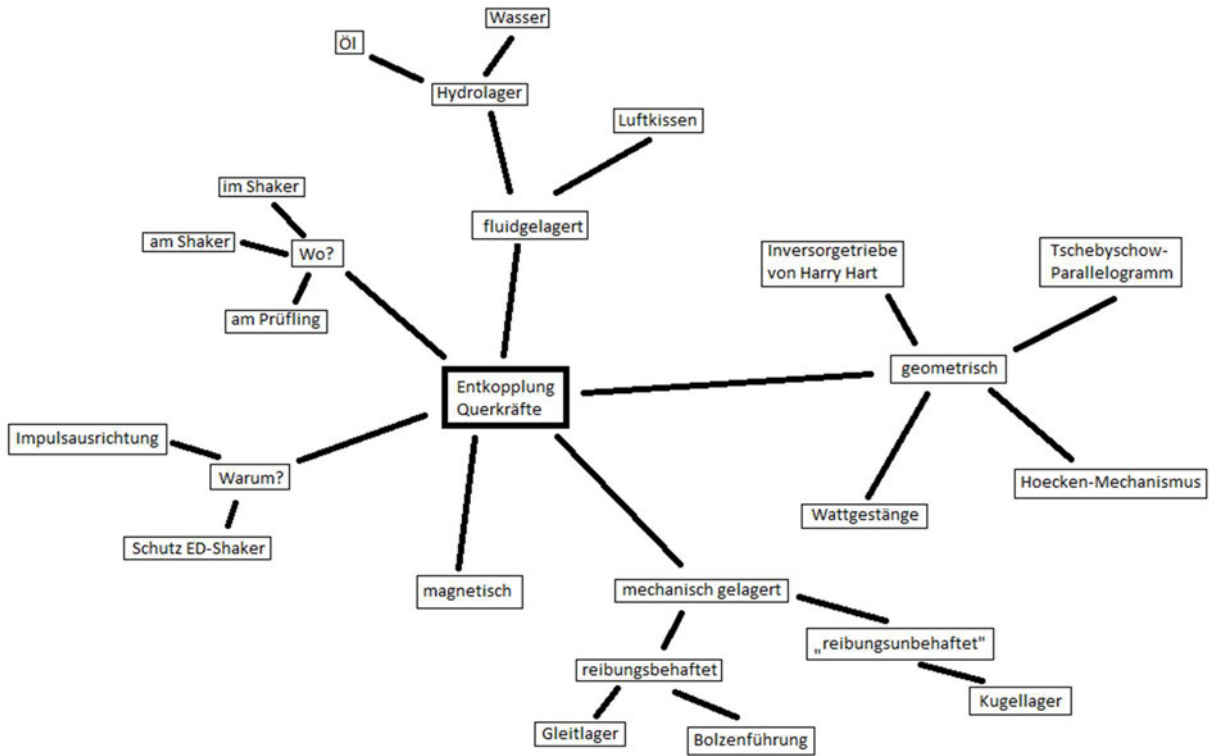 Wasser
Öl
Hydrolager
Luftkissen
im Shaker
am Shaker
Wo?
am Prüfling
fluidgelagert
Inversorgetriebe
von Harry Hart
Tschebyschow-
Parallelogramm
geometrisch
Entkopplung
Querkräfte
Impulsausrichtung
Warum?
Schutz ED-Shaker
Hoecken-Mechanismus
Wattgestänge
magnetisch
mechanisch gelagert
„reibungsunbehaftet"
reibungsbehaftet
Kugellager
Gleitlager
Bolzenführung